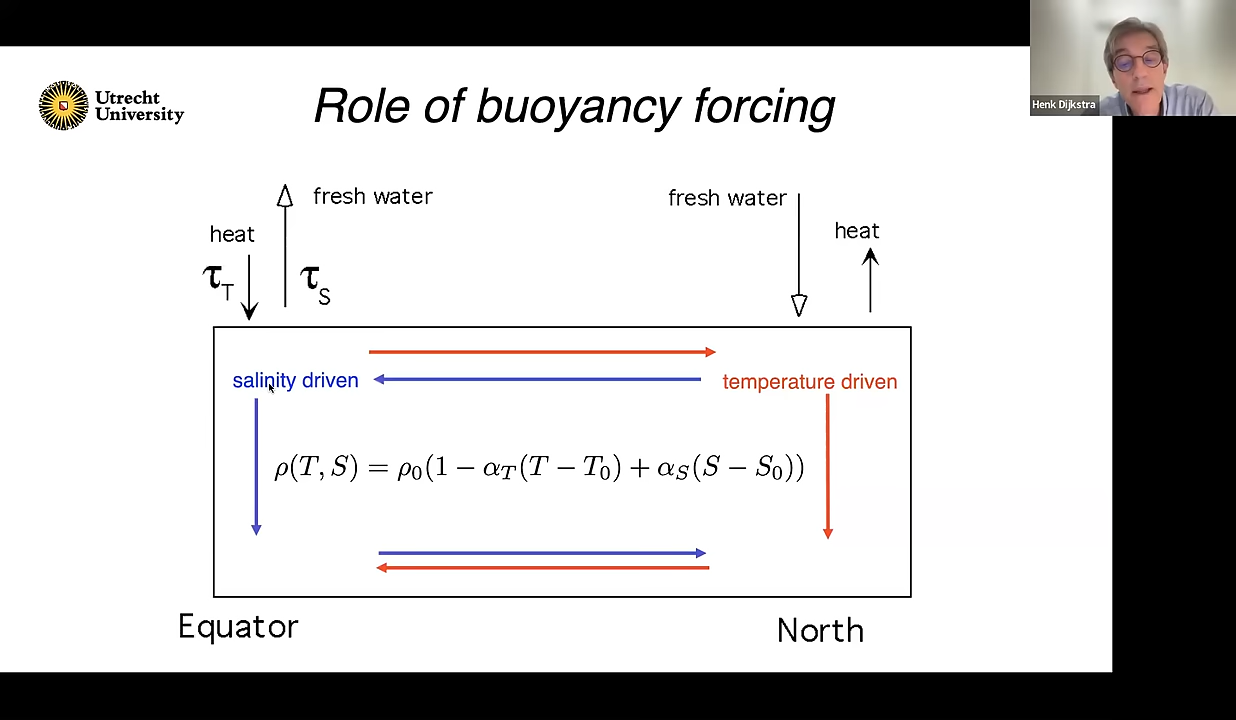 Utrecht
University
Role of buoyancy forcing
Henk Dijkstra
fresh water
fresh water
heat
heat
τ_T
τ_S
salinity driven
temperature driven
ρ(T, S) = ρ₀(1 − α_T(T − T₀) + α_S(S − S₀))
Equator
North